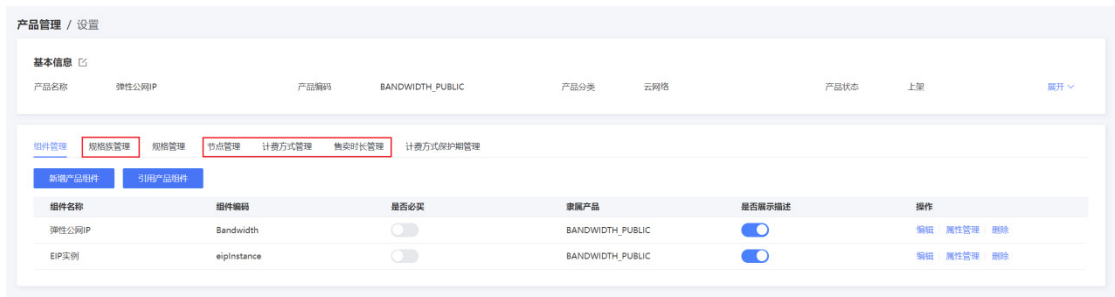 产品管理 / 设置
基本信息
产品名称 弹性公网IP 产品编码 BANDWIDTH_PUBLIC 产品分类 云网络 产品状态 上架 展开
组件管理 规格族管理 规格管理 节点管理 计费方式管理 售卖时长管理 计费方式保护期管理
新增产品组件 引用产品组件
组件名称 组件编码 是否必买 隶属产品 是否展示描述 操作
弹性公网IP Bandwidth BANDWIDTH_PUBLIC 编辑 属性管理 删除
EIP实例 eipInstance BANDWIDTH_PUBLIC 编辑 属性管理 删除